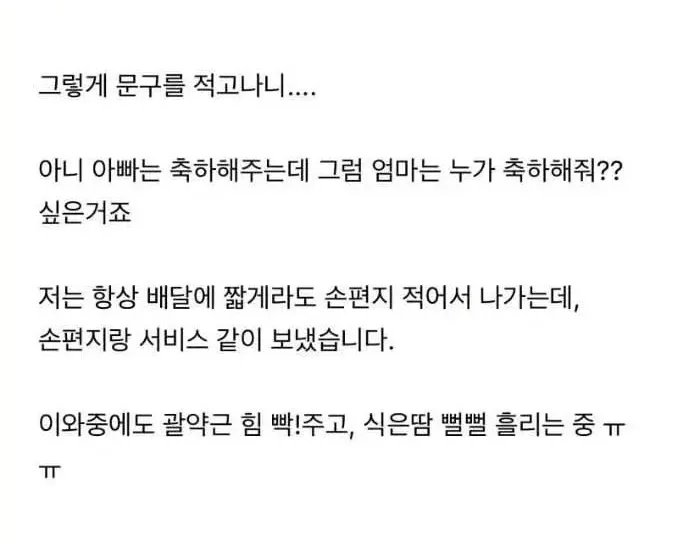 그렇게 문구를 적고나니....
아니 아빠는 축하해주는데 그럼 엄마는 누가 축하해줘??
싶은거죠
저는 항상 배달에 짧게라도 손편지 적어서 나가는데,
손편지랑 서비스 같이 보냈습니다.
이와중에도 괄약근 힘 빡!주고, 식은땀 뻘뻘 흘리는 중 ㅠ
ㅠ